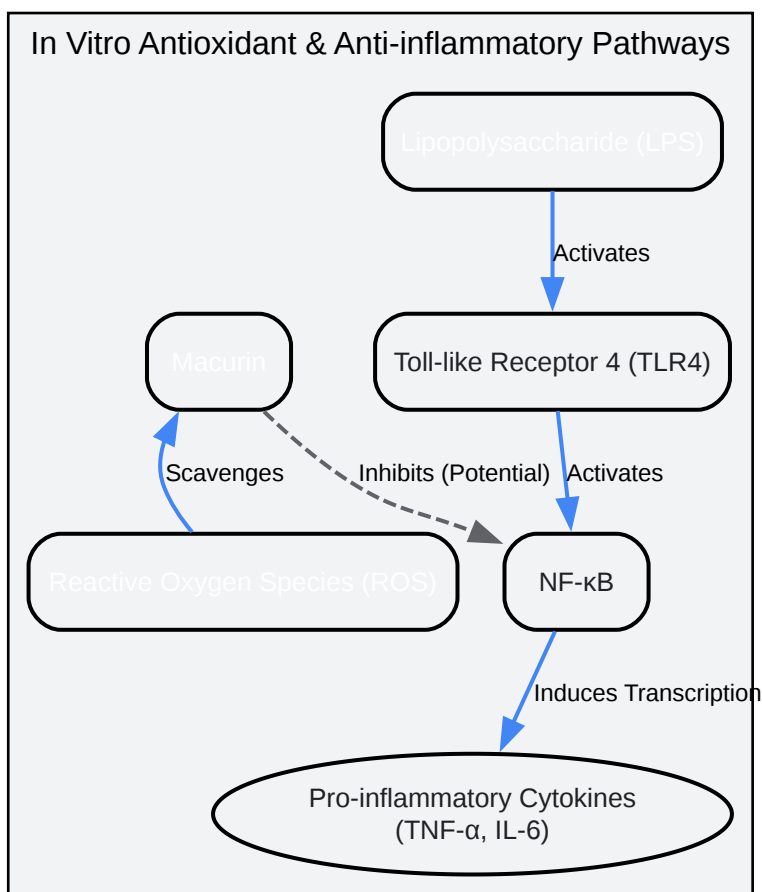 In Vitro Antioxidant & Anti-inflammatory Pathways
Lipopolysaccharide (LPS)
Activates
Macurin
Toll-like Receptor 4 (TLR4)
Scavenges
Inhibits (Potential)
Activates
Reactive Oxygen Species (ROS)
NF-κB
Induces Transcription
Pro-inflammatory Cytokines
(TNF-α, IL-6)